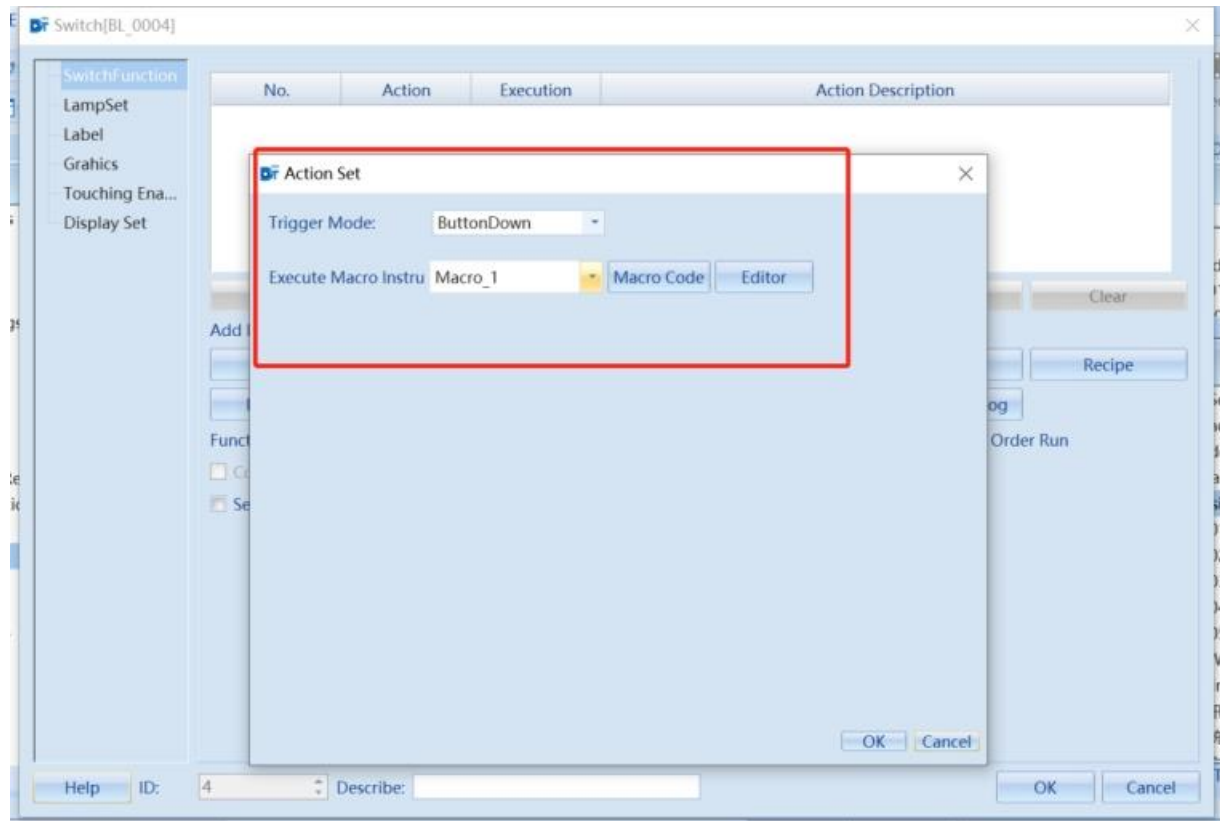 Switch[BL_0004]
SwitchFunction
LampSet
Label
Grahics
Touching Ena...
Display Set
No. Action Execution Action Description
Action Set
Trigger Mode: ButtonDown
Execute Macro Instru Macro_1 Macro Code Editor
Clear
Add
Recipe
og
Funct Order Run
Se
OK Cancel
Help ID: 4 Describe: OK Cancel